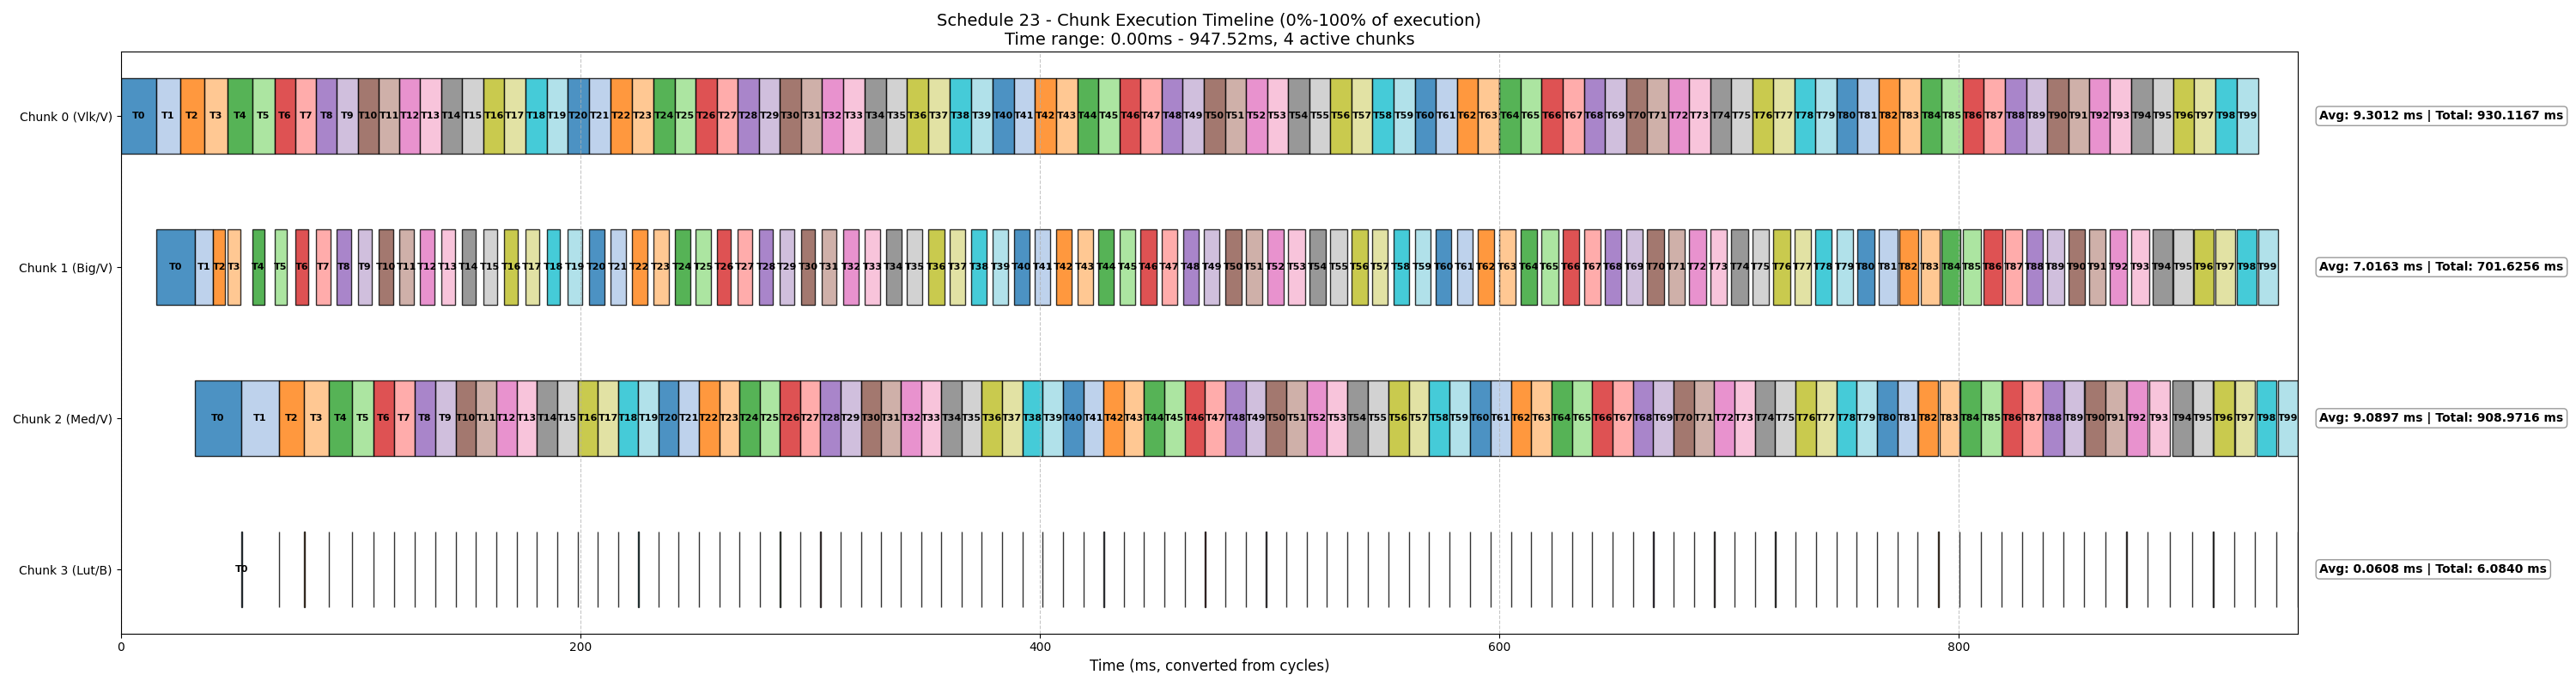 Schedule 23 - Chunk Execution Timeline (0%-100% of execution)
Time range: 0.00ms - 947.52ms, 4 active chunks
Chunk 0 (Vlk/V)
T0 T1 T2 T3 T4 T5 T6 T7 T8 T9 T10 T11 T12 T13 T14 T15 T16 T17 T18 T19 T20 T21 T22 T23 T24 T25 T26 T27 T28 T29 T30 T31 T32 T33 T34 T35 T36 T37 T38 T39 T40 T41 T42 T43 T44 T45 T46 T47 T48 T49 T50 T51 T52 T53 T54 T55 T56 T57 T58 T59 T60 T61 T62 T63 T64 T65 T66 T67 T68 T69 T70 T71 T72 T73 T74 T75 T76 T77 T78 T79 T80 T81 T82 T83 T84 T85 T86 T87 T88 T89 T90 T91 T92 T93 T94 T95 T96 T97 T98 T99
Avg: 9.3012 ms | Total: 930.1167 ms
Chunk 1 (Big/V)
T0 T1 T2 T3 T4 T5 T6 T7 T8 T9 T10 T11 T12 T13 T14 T15 T16 T17 T18 T19 T20 T21 T22 T23 T24 T25 T26 T27 T28 T29 T30 T31 T32 T33 T34 T35 T36 T37 T38 T39 T40 T41 T42 T43 T44 T45 T46 T47 T48 T49 T50 T51 T52 T53 T54 T55 T56 T57 T58 T59 T60 T61 T62 T63 T64 T65 T66 T67 T68 T69 T70 T71 T72 T73 T74 T75 T76 T77 T78 T79 T80 T81 T82 T83 T84 T85 T86 T87 T88 T89 T90 T91 T92 T93 T94 T95 T96 T97 T98 T99
Avg: 7.0163 ms | Total: 701.6256 ms
Chunk 2 (Med/V)
T0 T1 T2 T3 T4 T5 T6 T7 T8 T9 T10 T11 T12 T13 T14 T15 T16 T17 T18 T19 T20 T21 T22 T23 T24 T25 T26 T27 T28 T29 T30 T31 T32 T33 T34 T35 T36 T37 T38 T39 T40 T41 T42 T43 T44 T45 T46 T47 T48 T49 T50 T51 T52 T53 T54 T55 T56 T57 T58 T59 T60 T61 T62 T63 T64 T65 T66 T67 T68 T69 T70 T71 T72 T73 T74 T75 T76 T77 T78 T79 T80 T81 T82 T83 T84 T85 T86 T87 T88 T89 T90 T91 T92 T93 T94 T95 T96 T97 T98 T99
Avg: 9.0897 ms | Total: 908.9716 ms
Chunk 3 (Lut/B)
T0
Avg: 0.0608 ms | Total: 6.0840 ms
0 200 400 600 800
Time (ms, converted from cycles)